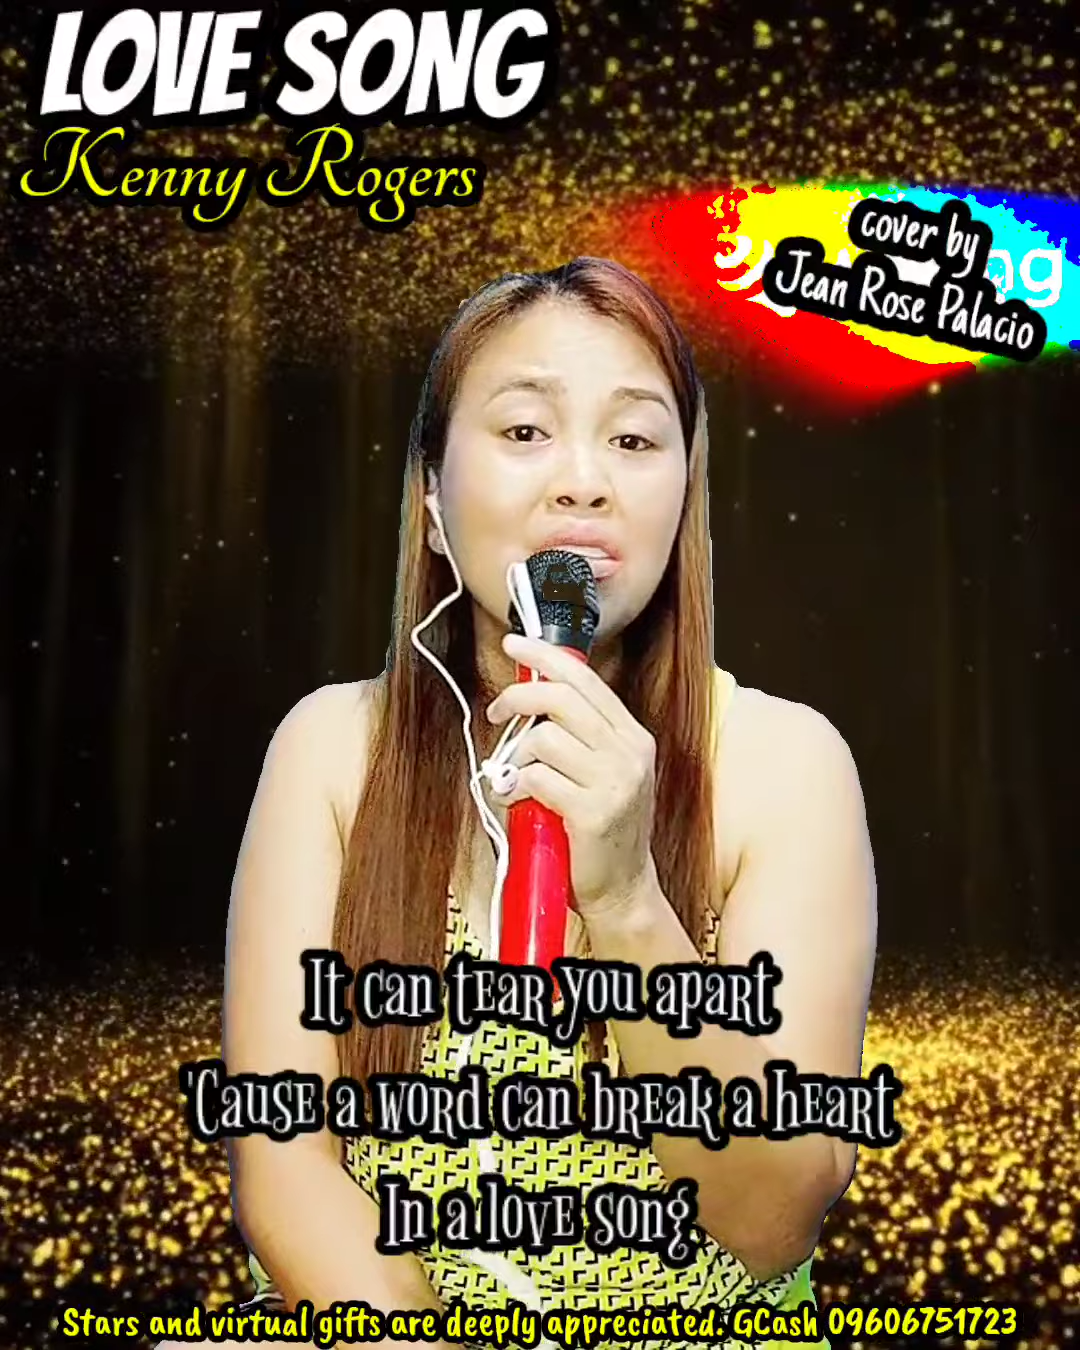 LOVE SONG
Kenny Rogers
cover by
Jean Rose Palacio
It can tear you apart
'Cause a word can break a heart
In a love song
Stars and virtual gifts are deeply appreciated. GCash 09606751723